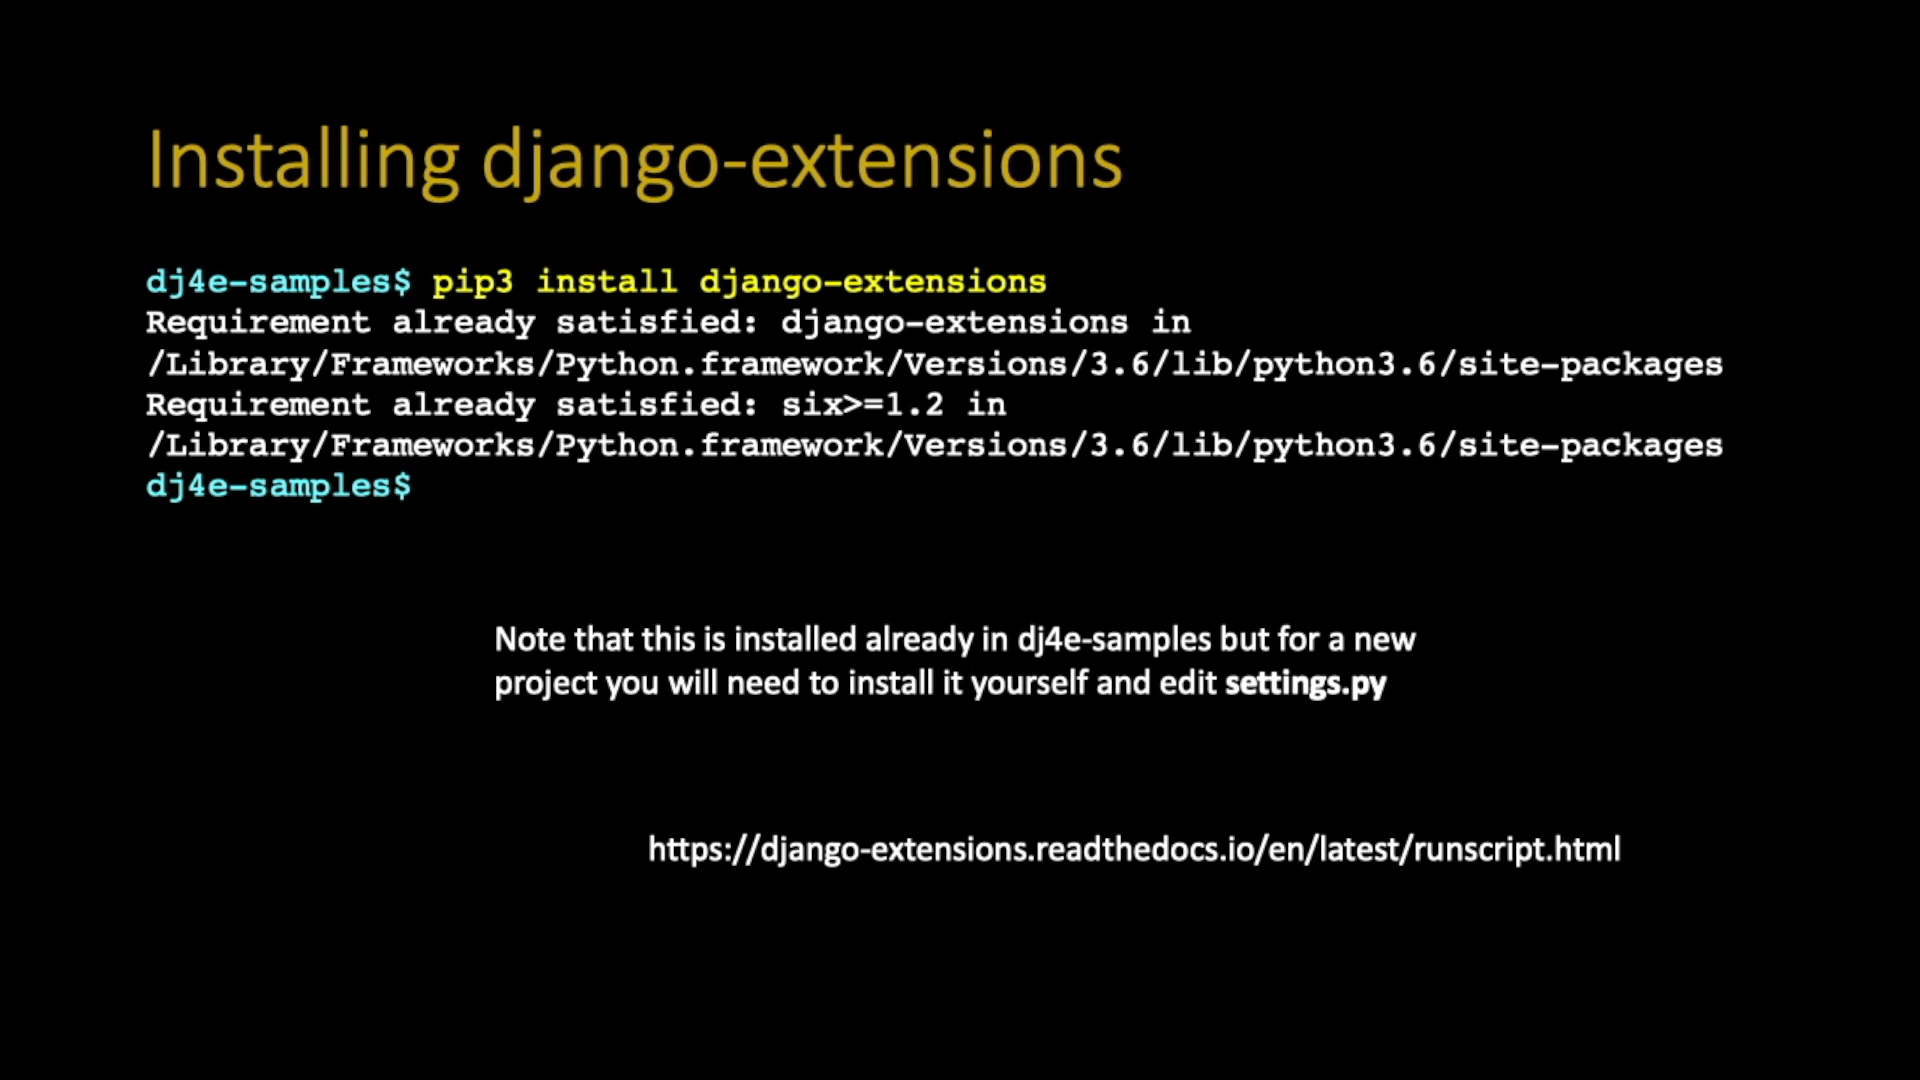 Installing django-extensions
dj4e-samples$ pip3 install django-extensions
Requirement already satisfied: django-extensions in
/Library/Frameworks/Python.framework/Versions/3.6/lib/python3.6/site-packages
Requirement already satisfied: six>=1.2 in
/Library/Frameworks/Python.framework/Versions/3.6/lib/python3.6/site-packages
dj4e-samples$
Note that this is installed already in dj4e-samples but for a new
project you will need to install it yourself and edit settings.py
https://django-extensions.readthedocs.io/en/latest/runscript.html